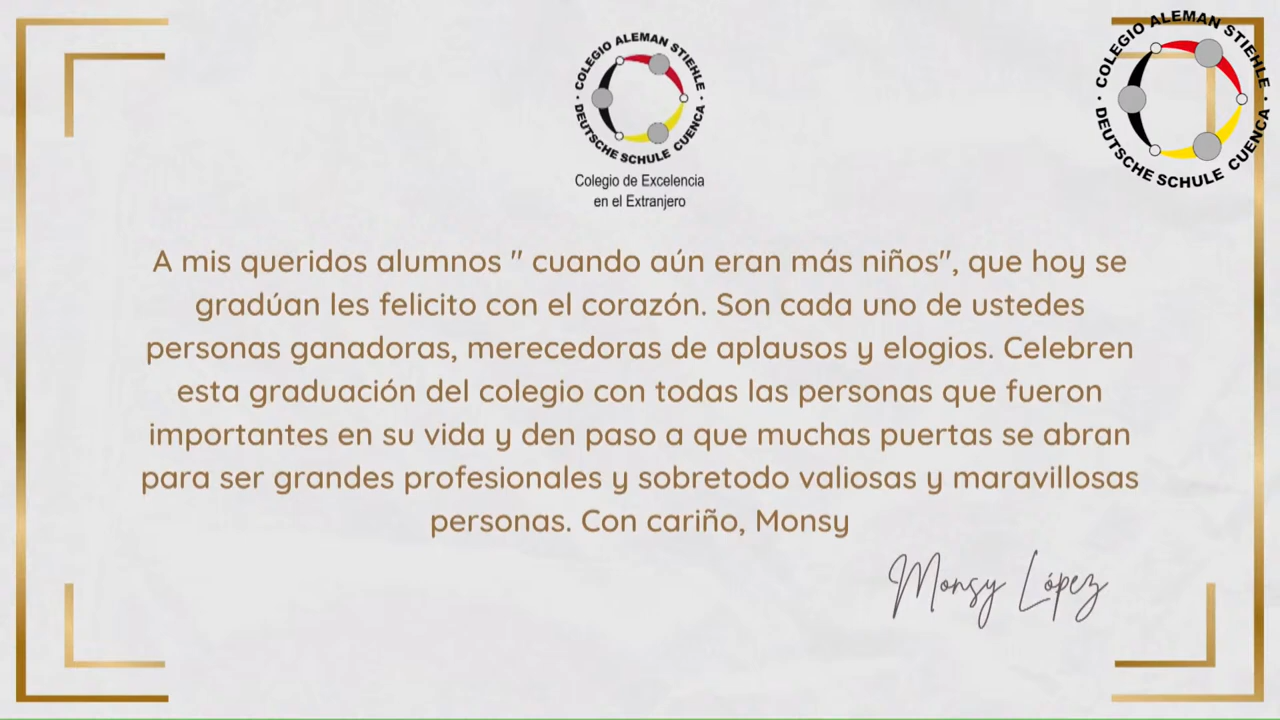 COLEGIO ALEMAN STIEHLE
DEUTSCHE SCHULE CUENCA
Colegio de Excelencia
en el Extranjero
COLEGIO ALEMAN STIEHLE
DEUTSCHE SCHULE CUENCA
A mis queridos alumnos " cuando aún eran más niños", que hoy se
gradúan les felicito con el corazón. Son cada uno de ustedes
personas ganadoras, merecedoras de aplausos y elogios. Celebren
esta graduación del colegio con todas las personas que fueron
importantes en su vida y den paso a que muchas puertas se abran
para ser grandes profesionales y sobretodo valiosas y maravillosas
personas. Con cariño, Monsy
Monsy López